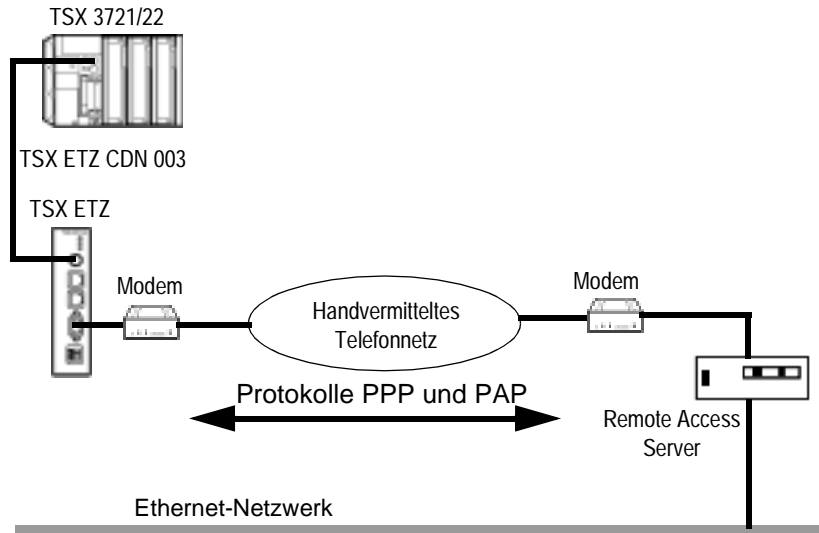 TSX 3721/22
TSX ETZ CDN 003
TSX ETZ
Modem
Handvermitteltes
Telefonnetz
Modem
Protokolle PPP und PAP
Remote Access
Server
Ethernet-Netzwerk